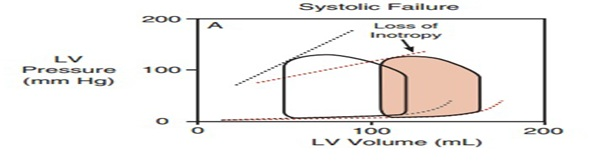 Systolic Failure
200
A
Loss of
Inotropy
LV
Pressure
(mm Hg)
100
0
0
100
200
LV Volume (mL)